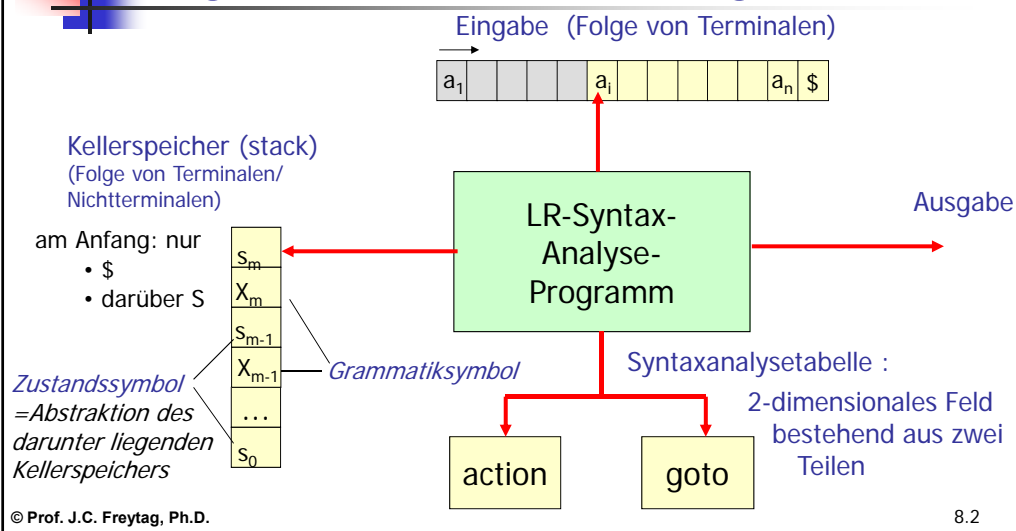 Eingabe (Folge von Terminalen)
a1 ai an $
Kellerspeicher (stack)
(Folge von Terminalen/
Nichtterminalen)
am Anfang: nur
• $
• darüber S
sm
Xm
sm-1
Xm-1
...
s0
Zustandssymbol
=Abstraktion des
darunter liegenden
Kellerspeichers
Grammatiksymbol
LR-Syntax-
Analyse-
Programm
Ausgabe
Syntaxanalysetabelle :
2-dimensionales Feld
bestehend aus zwei
Teilen
action
goto
© Prof. J.C. Freytag, Ph.D.
8.2